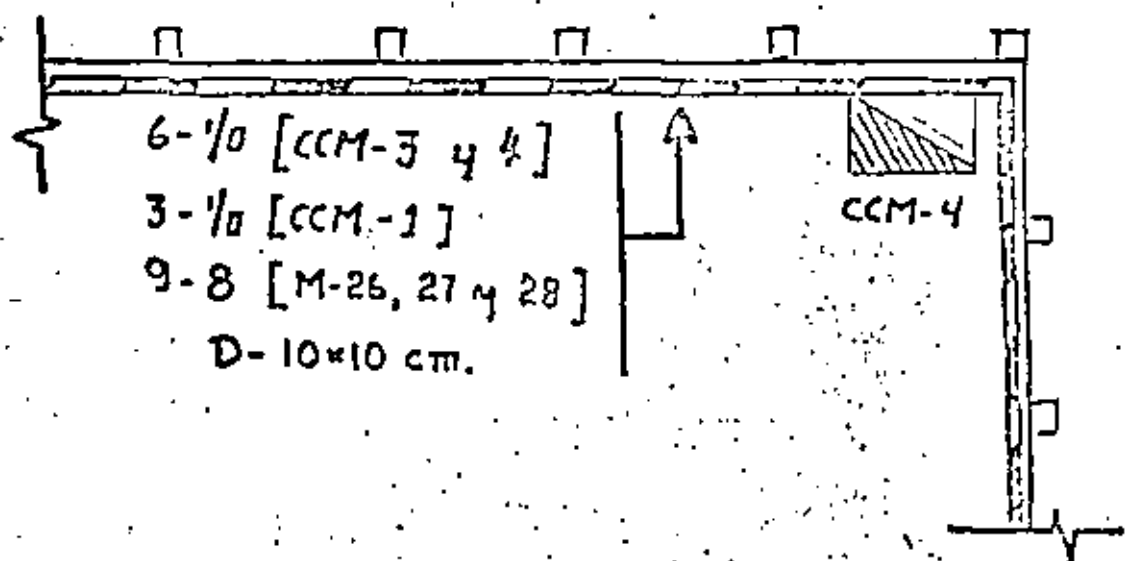 6-1/0 [CCM-3 y 4]
3-1/0 [CCM-1]
9-8 [M-26, 27 y 28]
D-10×10 cm.
CCM-4